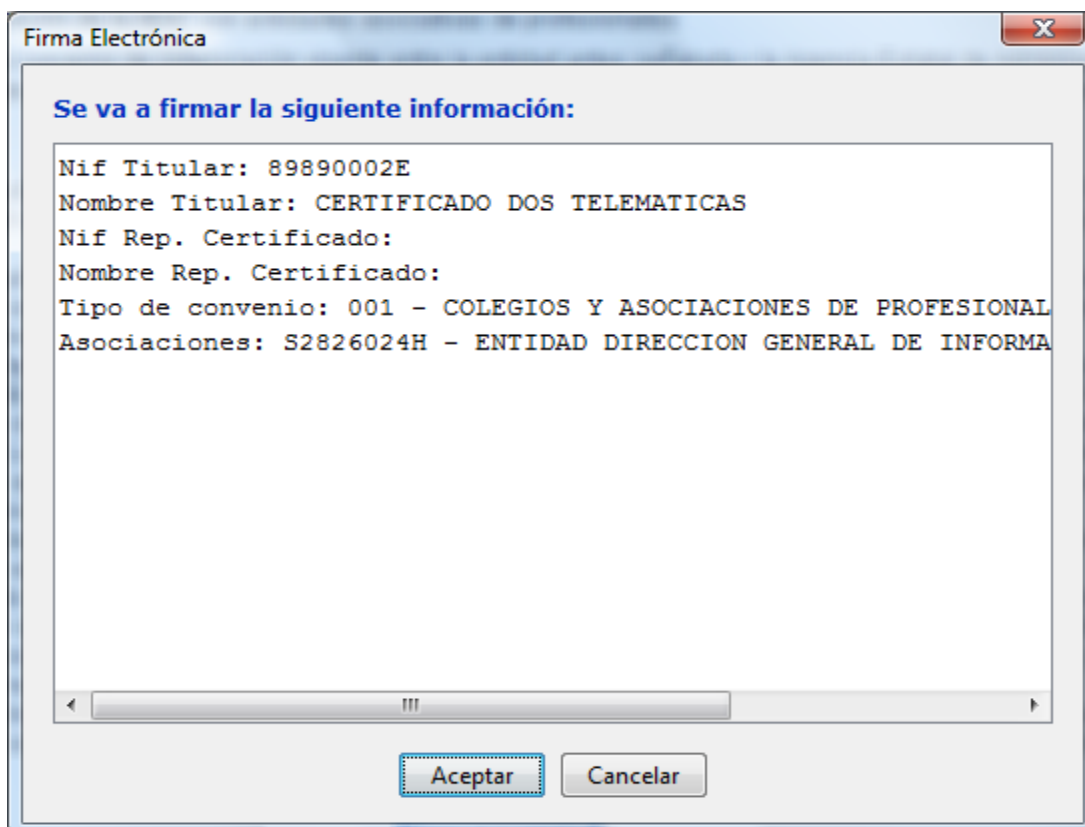 Firma Electrónica
Se va a firmar la siguiente información:
Nif Titular: 89890002E
Nombre Titular: CERTIFICADO DOS TELEMATICAS
Nif Rep. Certificado:
Nombre Rep. Certificado:
Tipo de convenio: 001 - COLEGIOS Y ASOCIACIONES DE PROFESIONAL
Asociaciones: S2826024H - ENTIDAD DIRECCION GENERAL DE INFORMA
Aceptar Cancelar